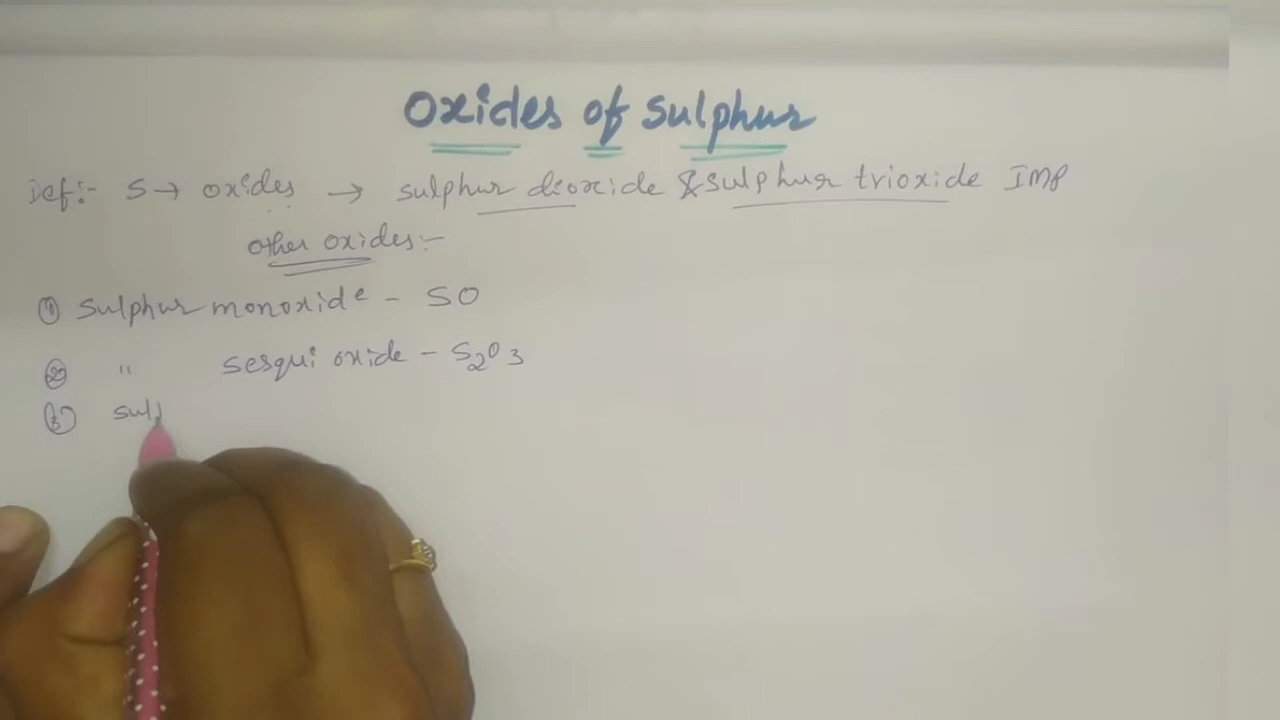 Oxides of Sulphur
Def:- S → oxides → sulphur dioxide & sulphur trioxide IMP
other oxides:-
① Sulphur monoxide - SO
② " sesqui oxide - S₂O₃
③ sul